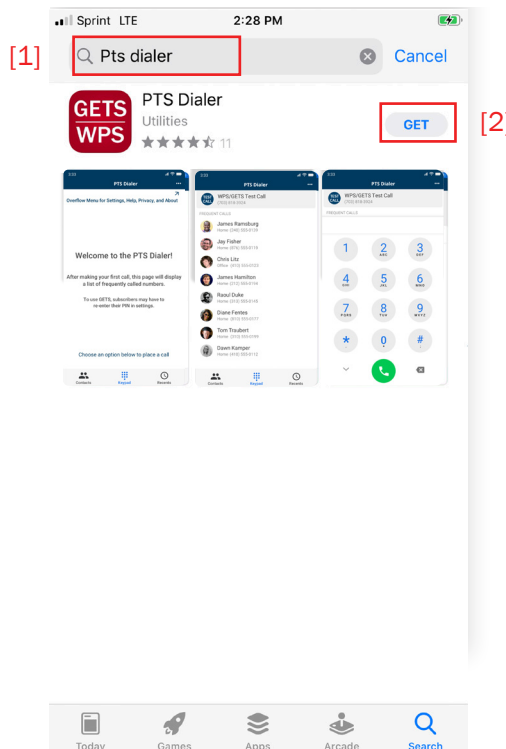 Sprint LTE 2:28 PM
[1] Pts dialer Cancel
GETS
WPS
PTS Dialer
Utilities
11
GET [2]
PTS Dialer
Overflow Menu for Settings, Help, Privacy, and About
Welcome to the PTS Dialer!
After making your first call, this page will display
a list of frequently called numbers.
To use GETS, subscribers may have to
re-enter their PIN in settings.
Choose an option below to place a call
Contacts Keypad Recents
PTS Dialer
WPS/GETS Test Call
FREQUENT CALLS
James Ramsburg
Jay Fisher
Chris Litz
James Hamilton
Raoul Duke
Diane Fentes
Tom Traubert
Dawn Kamper
Contacts Keypad Recents
PTS Dialer
WPS/GETS Test Call
FREQUENT CALLS
1 2 3
ABC DEF
4 5 6
GHI JKL MNO
7 8 9
PQRS TUV WXYZ
* 0 #
Today Games Apps Arcade Search